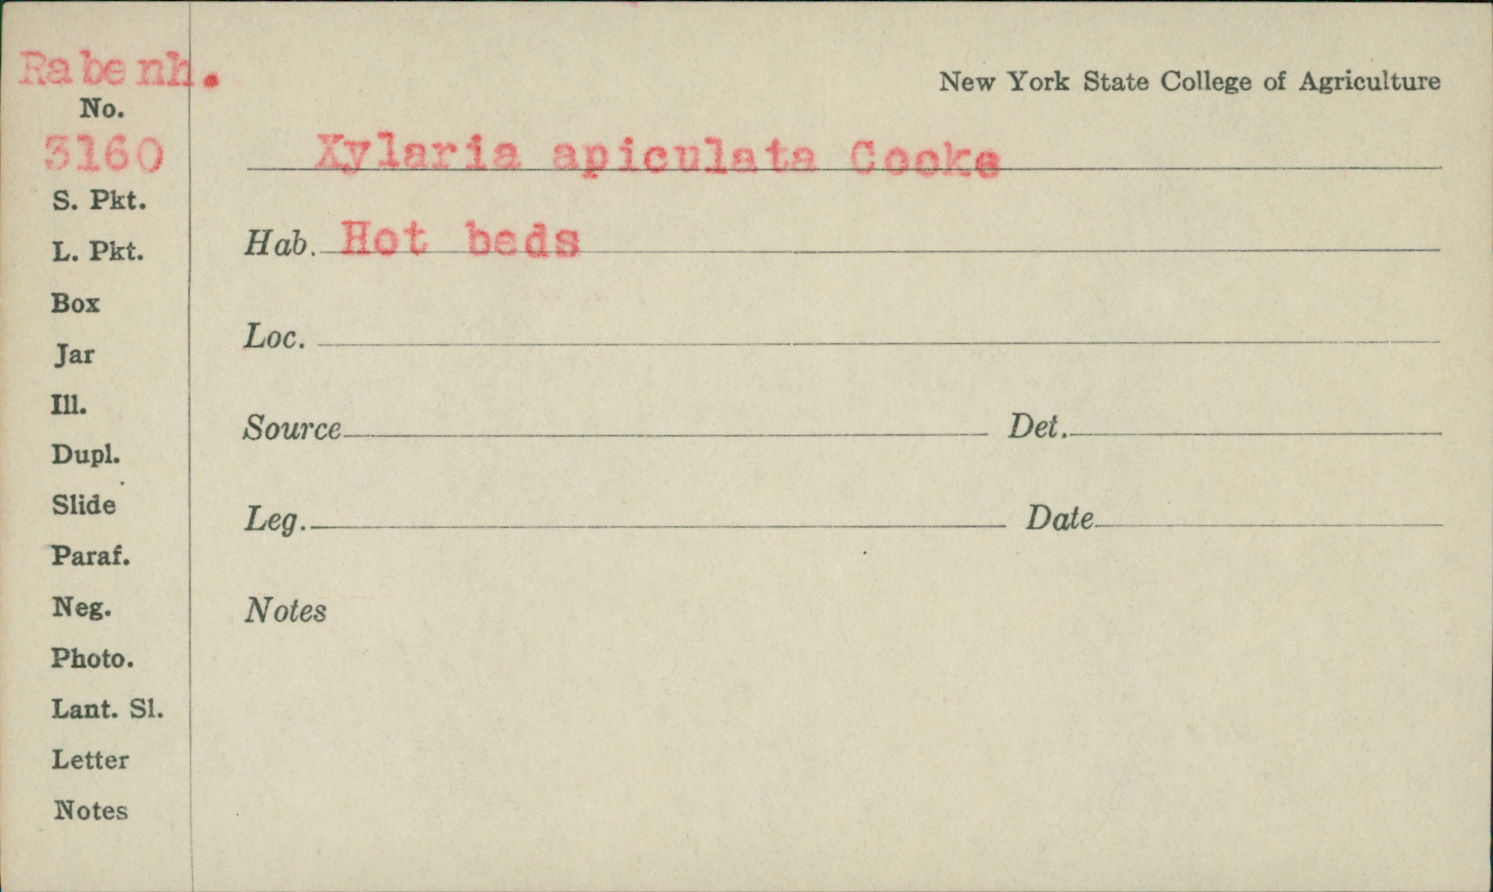 Rabenh.
No.
3160
S. Pkt.
L. Pkt.
Box
Jar
Ill.
Dupl.
Slide
Paraf.
Neg.
Photo.
Lant. Sl.
Letter
Notes
New York State College of Agriculture
Xylaria apiculata Cooke
Hab. Hot beds
Loc.
Source Det.
Leg. Date
Notes